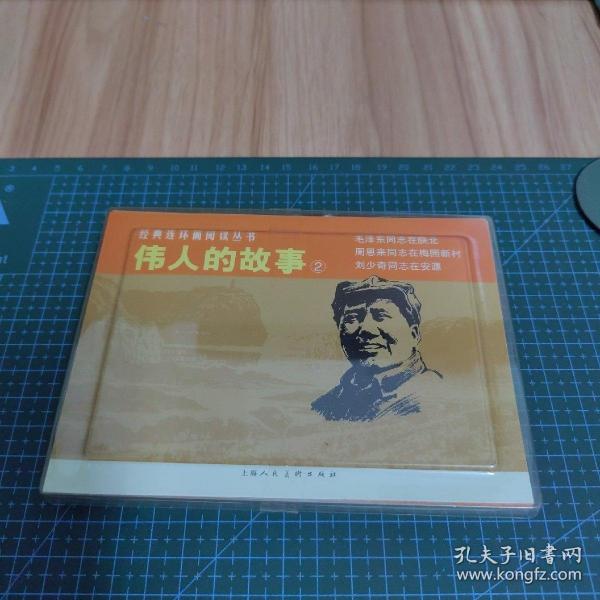 经典连环画阅读丛书
伟人的故事②
毛泽东同志在陕北
周恩来同志在梅园新村
刘少奇同志在安源
上海人民美术出版社
孔夫子旧书网
www.kongfz.com